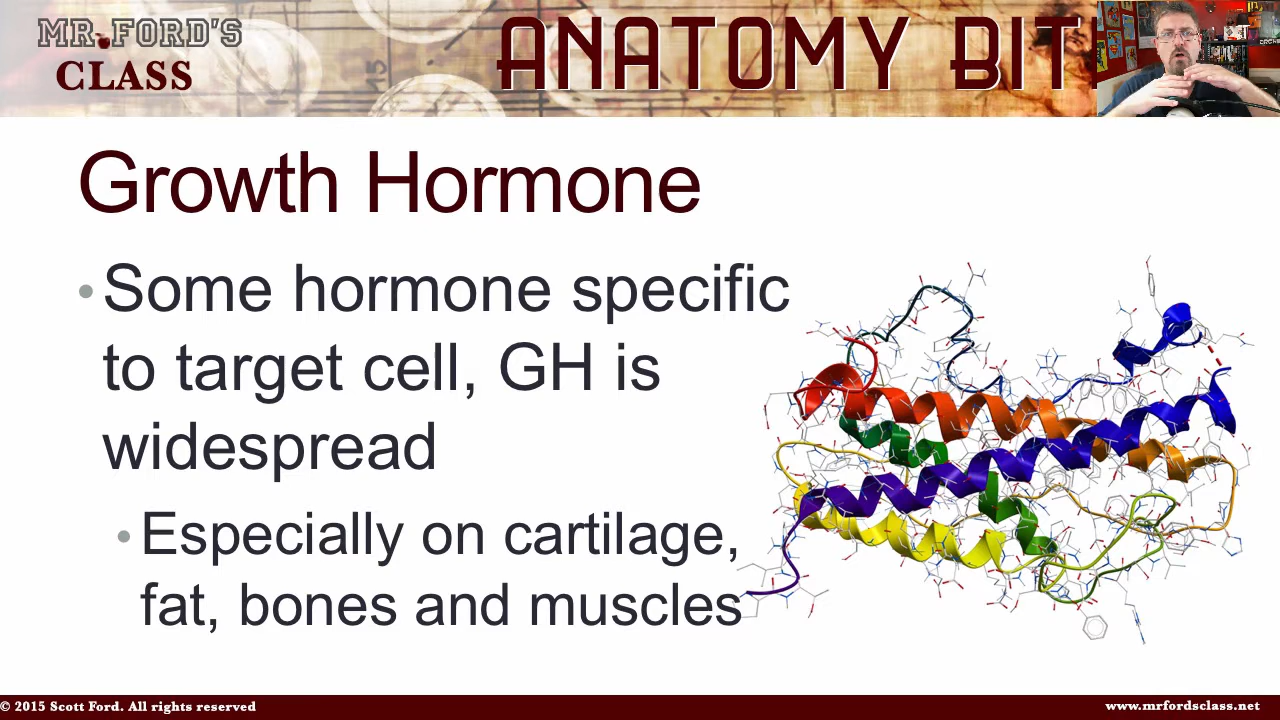 MR. FORD'S
CLASS
ANATOMY BIT
Growth Hormone
• Some hormone specific
to target cell, GH is
widespread
• Especially on cartilage,
fat, bones and muscles
© 2015 Scott Ford. All rights reserved
www.mrfordsclass.net